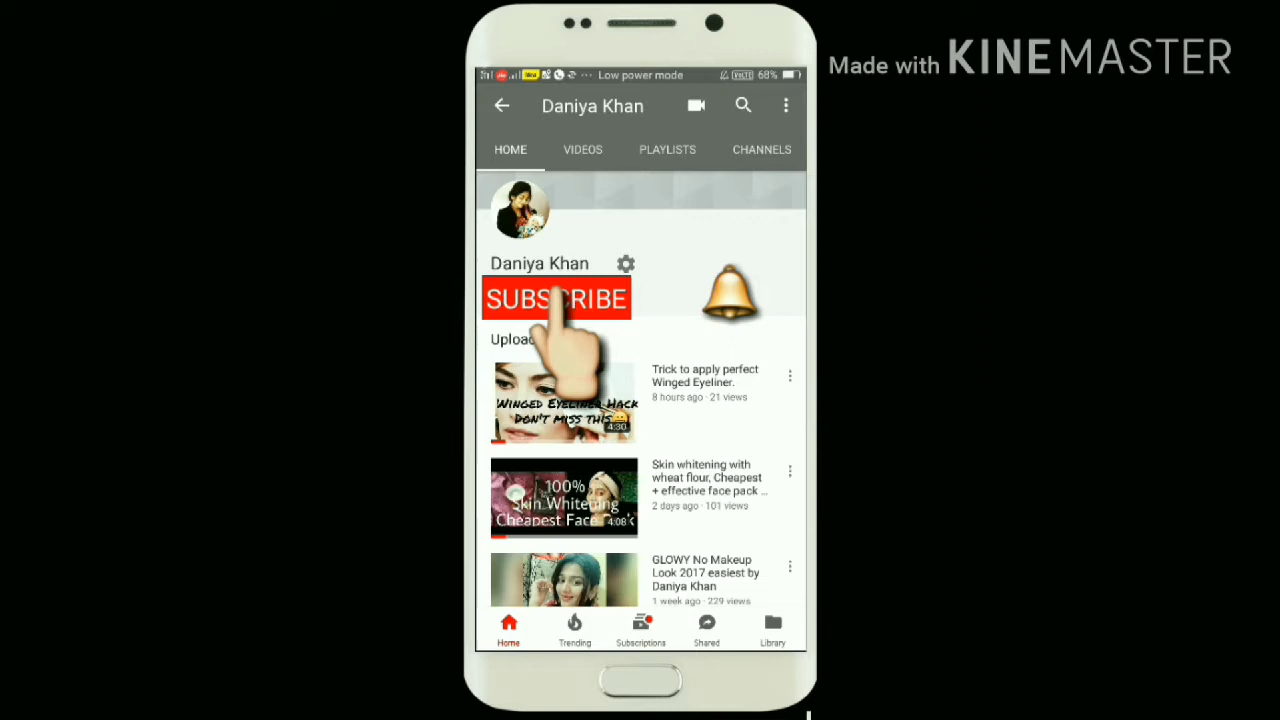 Made with KINEMASTER
Low power mode
VoLTE 68%
Daniya Khan
HOME VIDEOS PLAYLISTS CHANNELS
Daniya Khan
SUBSCRIBE
Trick to apply perfect
Winged Eyeliner.
8 hours ago · 21 views
WINGED EYELINER HACK
DON'T MISS THIS
4:30
Skin whitening with
wheat flour, Cheapest
+ effective face pack ...
2 days ago · 101 views
100%
Skin Whitening
Cheapest Face
4:08
GLOWY No Makeup
Look 2017 easiest by
Daniya Khan
1 week ago · 229 views
Home Trending Subscriptions Shared Library